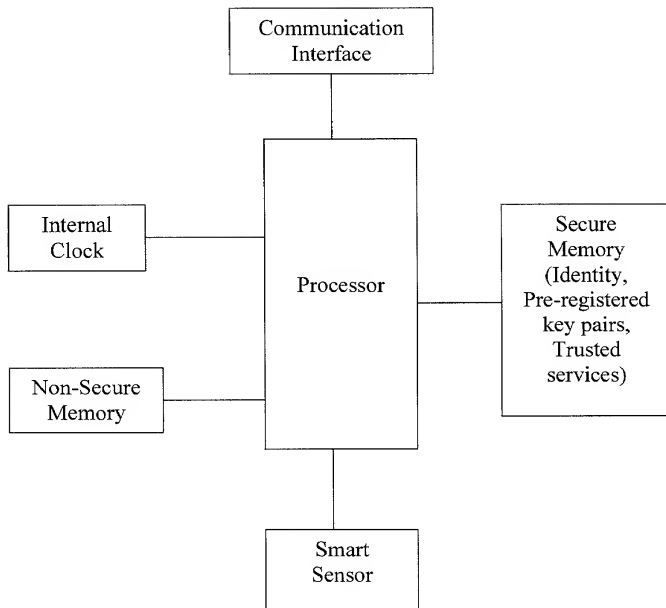 Communication
Interface
Internal
Clock
Processor
Secure
Memory
(Identity,
Pre-registered
key pairs,
Trusted
services)
Non-Secure
Memory
Smart
Sensor